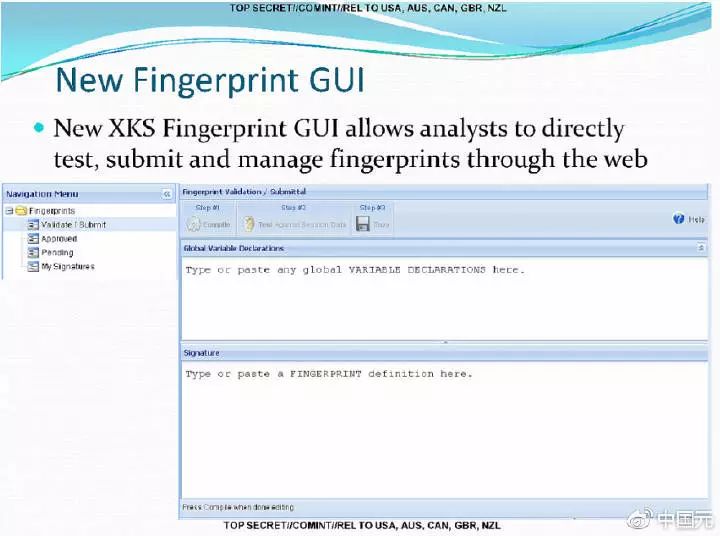 TOP SECRET//COMINT//REL TO USA, AUS, CAN, GBR, NZL
New Fingerprint GUI
New XKS Fingerprint GUI allows analysts to directly
test, submit and manage fingerprints through the web
Navigation Menu
Fingerprints
Validate / Submit
Approved
Pending
My Signatures
Fingerprint Validation / Submittal
Step #1
Compile
Step #2
Test Against Session Data
Step #3
Save
Help
Global Variable Declarations
Type or paste any global VARIABLE DECLARATIONS here.
Signature
Type or paste a FINGERPRINT definition here.
Press Compile when done editing
TOP SECRET//COMINT//REL TO USA, AUS, CAN, GBR, NZL
中国元